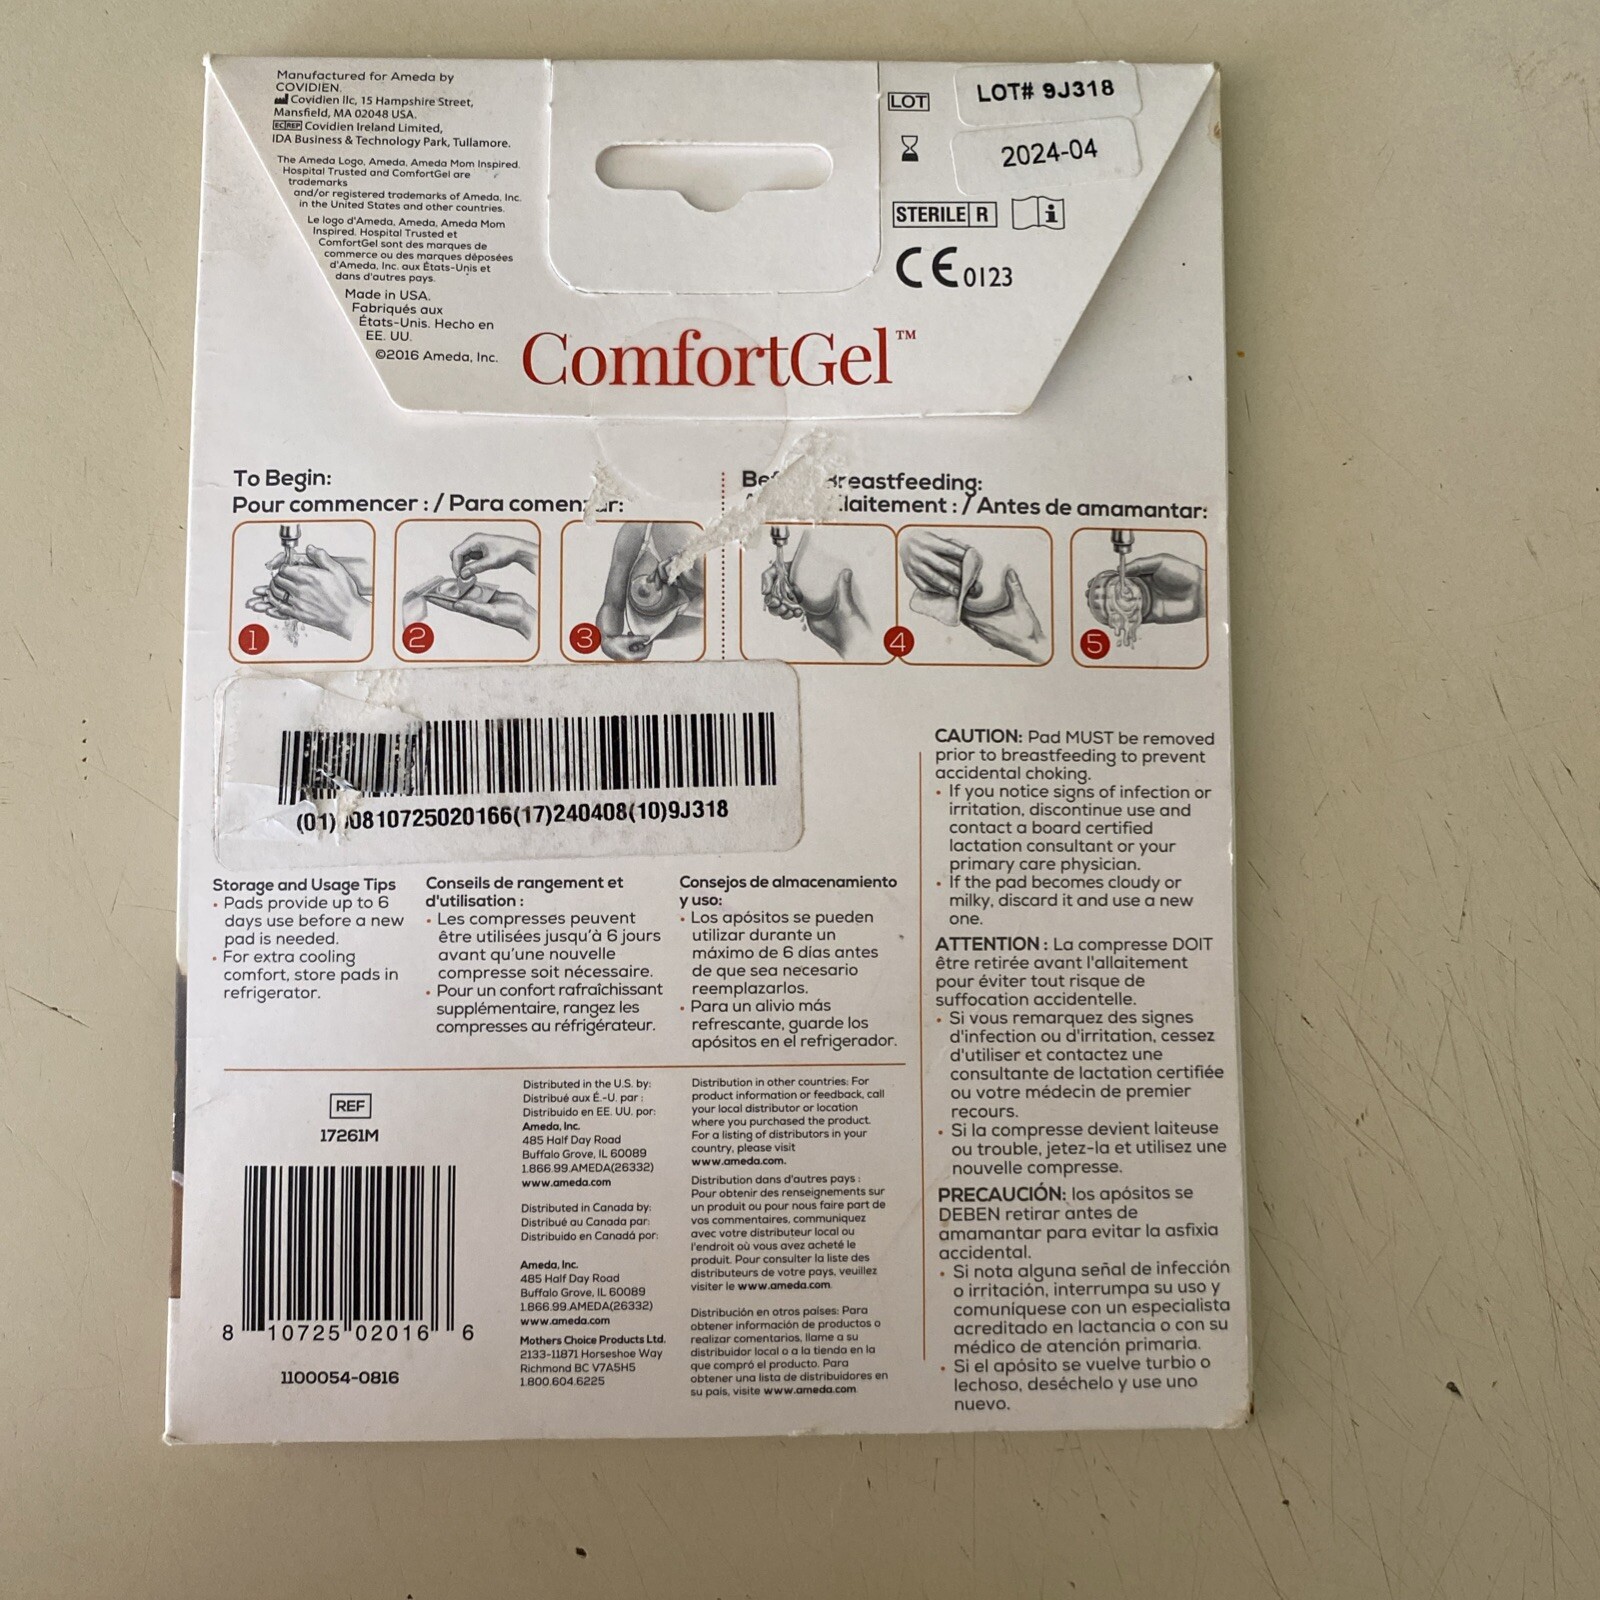 Manufactured for Ameda by
COVIDIEN.
Covidien llc, 15 Hampshire Street,
Mansfield, MA 02048 USA.
EC REP Covidien Ireland Limited,
IDA Business & Technology Park, Tullamore.
The Ameda Logo, Ameda, Ameda Mom Inspired.
Hospital Trusted and ComfortGel are
trademarks
and/or registered trademarks of Ameda, Inc.
in the United States and other countries.
Le logo d'Ameda, Ameda, Ameda Mom
Inspired. Hospital Trusted et
ComfortGel sont des marques de
commerce ou des marques déposées
d'Ameda, Inc. aux États-Unis et
dans d'autres pays.
Made in USA.
Fabriqués aux
États-Unis. Hecho en
EE. UU.
©2016 Ameda, Inc.
LOT
LOT# 9J318
2024-04
STERILE R
i
CE 0123
ComfortGel™
To Begin:
Pour commencer : / Para
Breastfeeding:
: / Antes de amamantar:
1
2
3
4
5
(01) 0810725020166(17)240408(10)9J318
Storage and Usage Tips
• Pads provide up to 6
days use before a new
pad is needed.
• For extra cooling
comfort, store pads in
refrigerator.
Conseils de rangement et
d'utilisation :
• Les compresses peuvent
être utilisées jusqu'à 6 jours
avant qu'une nouvelle
compresse soit nécessaire.
• Pour un confort rafraîchissant
supplémentaire, rangez les
compresses au réfrigérateur.
Consejos de almacenamiento
y uso:
• Los apósitos se pueden
utilizar durante un
máximo de 6 días antes
de que sea necesario
reemplazarlos.
• Para un alivio más
refrescante, guarde los
apósitos en el refrigerador.
CAUTION: Pad MUST be removed
prior to breastfeeding to prevent
accidental choking.
• If you notice signs of infection or
irritation, discontinue use and
contact a board certified
lactation consultant or your
primary care physician.
• If the pad becomes cloudy or
milky, discard it and use a new
one.
ATTENTION : La compresse DOIT
être retirée avant l'allaitement
pour éviter tout risque de
suffocation accidentelle.
• Si vous remarquez des signes
d'infection ou d'irritation, cessez
d'utiliser et contactez une
consultante de lactation certifiée
ou votre médecin de premier
recours.
• Si la compresse devient laiteuse
ou trouble, jetez-la et utilisez une
nouvelle compresse.
PRECAUCIÓN: los apósitos se
DEBEN retirar antes de
amamantar para evitar la asfixia
accidental.
• Si nota alguna señal de infección
o irritación, interrumpa su uso y
comuníquese con un especialista
acreditado en lactancia o con su
médico de atención primaria.
• Si el apósito se vuelve turbio o
lechoso, deséchelo y use uno
nuevo.
REF
17261M
8 10725 02016 6
1100054-0816
Distributed in the U.S. by:
Distribué aux É.-U. par :
Distribuido en EE. UU. por:
Ameda, Inc.
485 Half Day Road
Buffalo Grove, IL 60089
1.866.99.AMEDA(26332)
www.ameda.com
Distributed in Canada by:
Distribué au Canada par:
Distribuido en Canadá por:
Ameda, Inc.
485 Half Day Road
Buffalo Grove, IL 60089
1.866.99.AMEDA(26332)
www.ameda.com
Mothers Choice Products Ltd.
2133-11871 Horseshoe Way
Richmond BC V7A5H5
1.800.604.6225
Distribution in other countries: For
product information or feedback, call
your local distributor or location
where you purchased the product.
For a listing of distributors in your
country, please visit
www.ameda.com.
Distribution dans d'autres pays :
Pour obtenir des renseignements sur
un produit ou pour nous faire part de
vos commentaires, communiquez
avec votre distributeur local ou
l'endroit où vous avez acheté le
produit. Pour consulter la liste des
distributeurs de votre pays, veuillez
visiter le www.ameda.com.
Distribución en otros países: Para
obtener información de productos o
realizar comentarios, llame a su
distribuidor local o a la tienda en la
que compró el producto. Para
obtener una lista de distribuidores en
su país, visite www.ameda.com